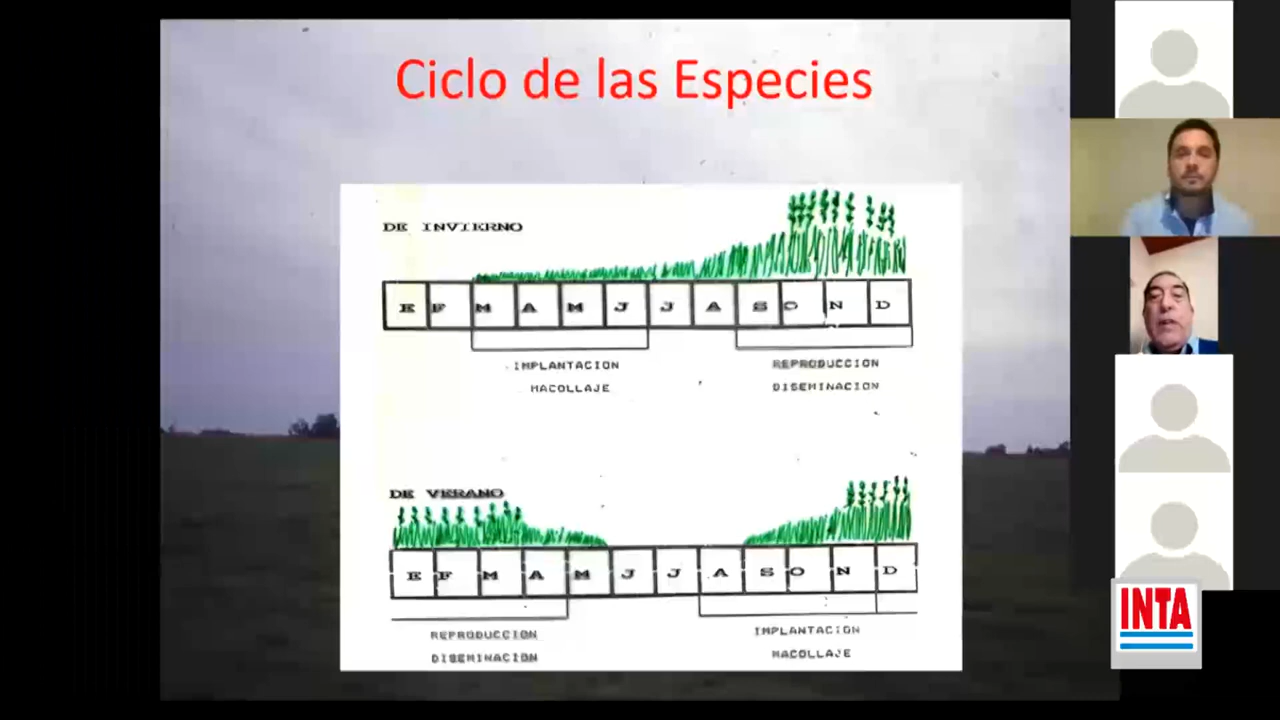 Ciclo de las Especies
DE INVIERNO
E F M A M J J A S O N D
IMPLANTACION
MACOLLAJE
REPRODUCCION
DISEMINACION
DE VERANO
E F M A M J J A S O N D
REPRODUCCION
DISEMINACION
IMPLANTACION
MACOLLAJE
INTA